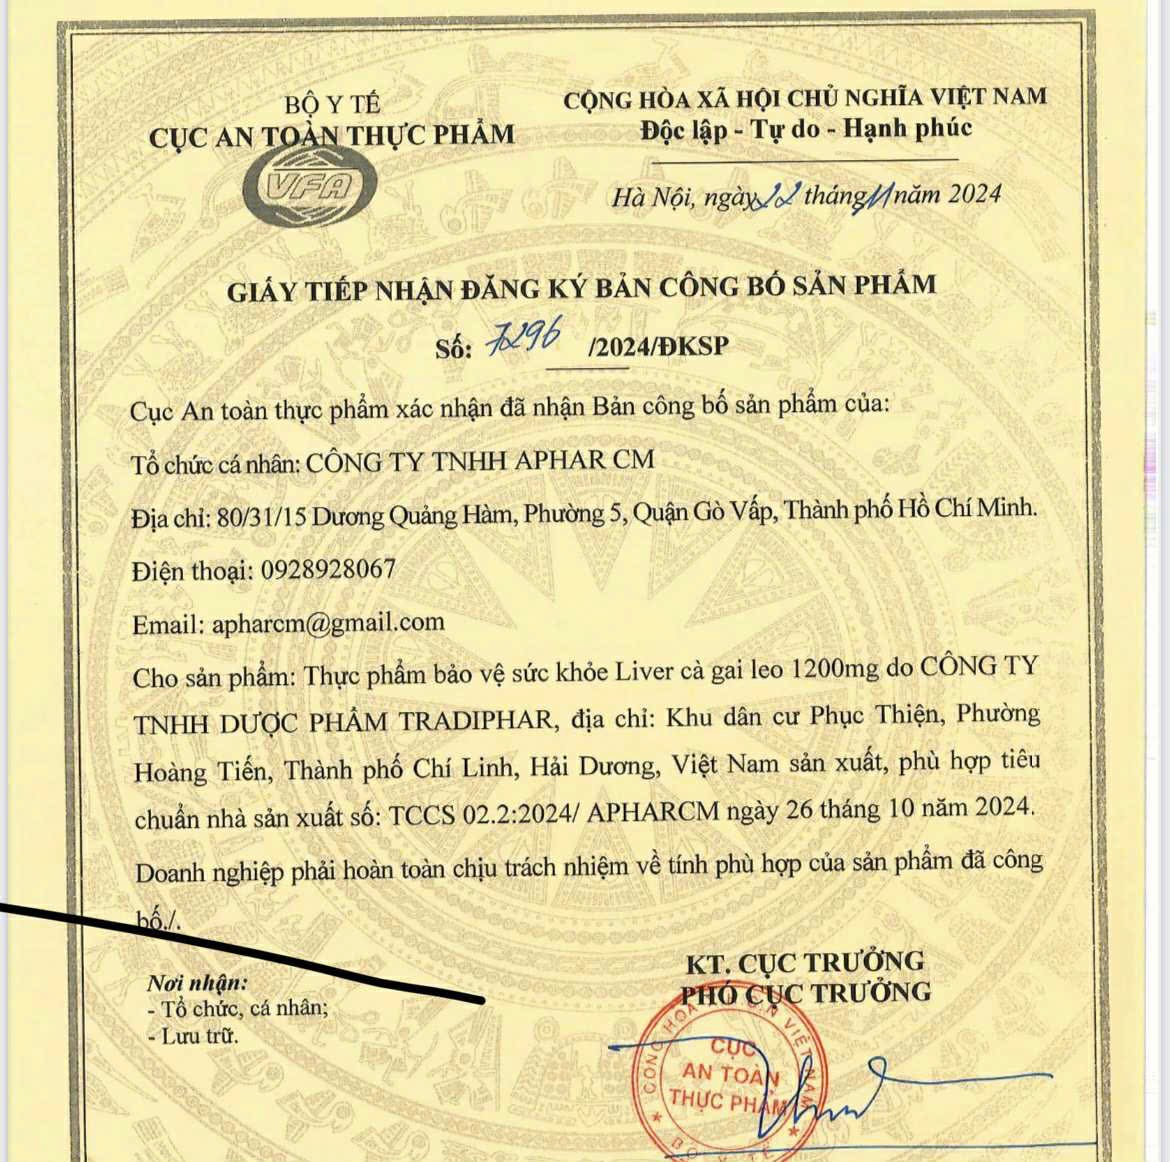 BỘ Y TẾ
CỤC AN TOÀN THỰC PHẨM
VFA
CỘNG HÒA XÃ HỘI CHỦ NGHĨA VIỆT NAM
Độc lập - Tự do - Hạnh phúc
Hà Nội, ngày 22 tháng 11 năm 2024
GIẤY TIẾP NHẬN ĐĂNG KÝ BẢN CÔNG BỐ SẢN PHẨM
Số: 7296 /2024/ĐKSP
Cục An toàn thực phẩm xác nhận đã nhận Bản công bố sản phẩm của:
Tổ chức cá nhân: CÔNG TY TNHH APHAR CM
Địa chỉ: 80/31/15 Dương Quảng Hàm, Phường 5, Quận Gò Vấp, Thành phố Hồ Chí Minh.
Điện thoại: 0928928067
Email: apharcm@gmail.com
Cho sản phẩm: Thực phẩm bảo vệ sức khỏe Liver cà gai leo 1200mg do CÔNG TY
TNHH DƯỢC PHẨM TRADIPHAR, địa chỉ: Khu dân cư Phục Thiện, Phường
Hoàng Tiến, Thành phố Chí Linh, Hải Dương, Việt Nam sản xuất, phù hợp tiêu
chuẩn nhà sản xuất số: TCCS 02.2:2024/ APHARCM ngày 26 tháng 10 năm 2024.
Doanh nghiệp phải hoàn toàn chịu trách nhiệm về tính phù hợp của sản phẩm đã công
bố./.
Nơi nhận:
- Tổ chức, cá nhân;
- Lưu trữ.
KT. CỤC TRƯỞNG
PHÓ CỤC TRƯỞNG
CỘNG HÒA VIỆT NAM
CỤC
AN TOÀN
THỰC PHẨM
BỘ Y TẾ